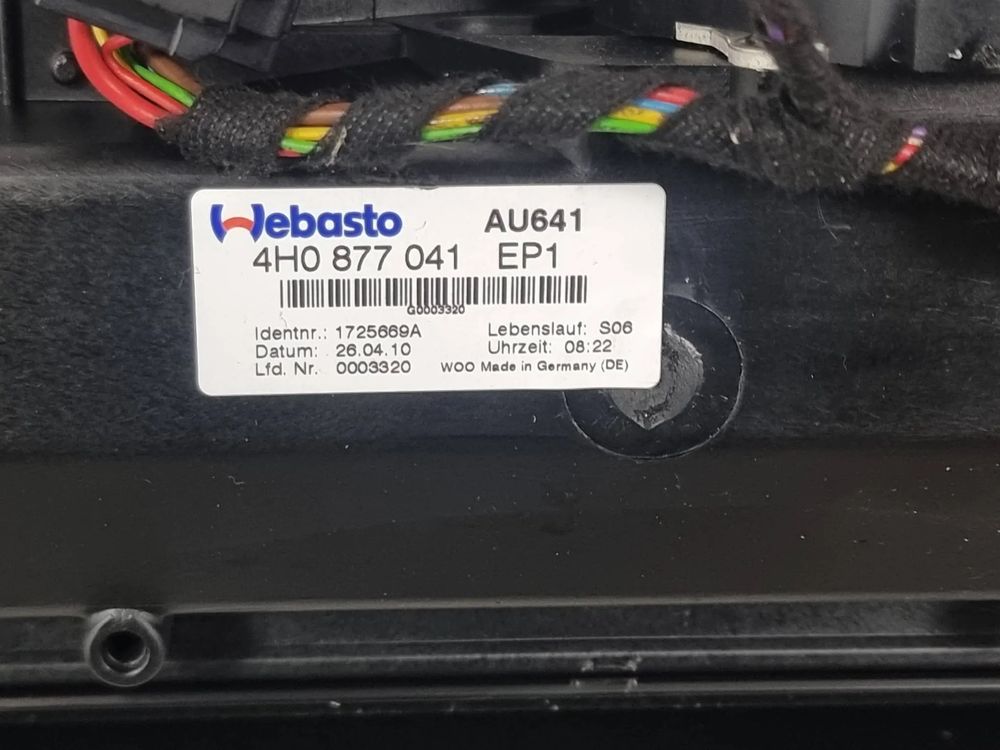 Webasto AU641
4H0 877 041 EP1
G0003320
Identnr.: 1725669A Lebenslauf: S06
Datum: 26.04.10 Uhrzeit: 08:22
Lfd. Nr. 0003320 WOO Made in Germany (DE)